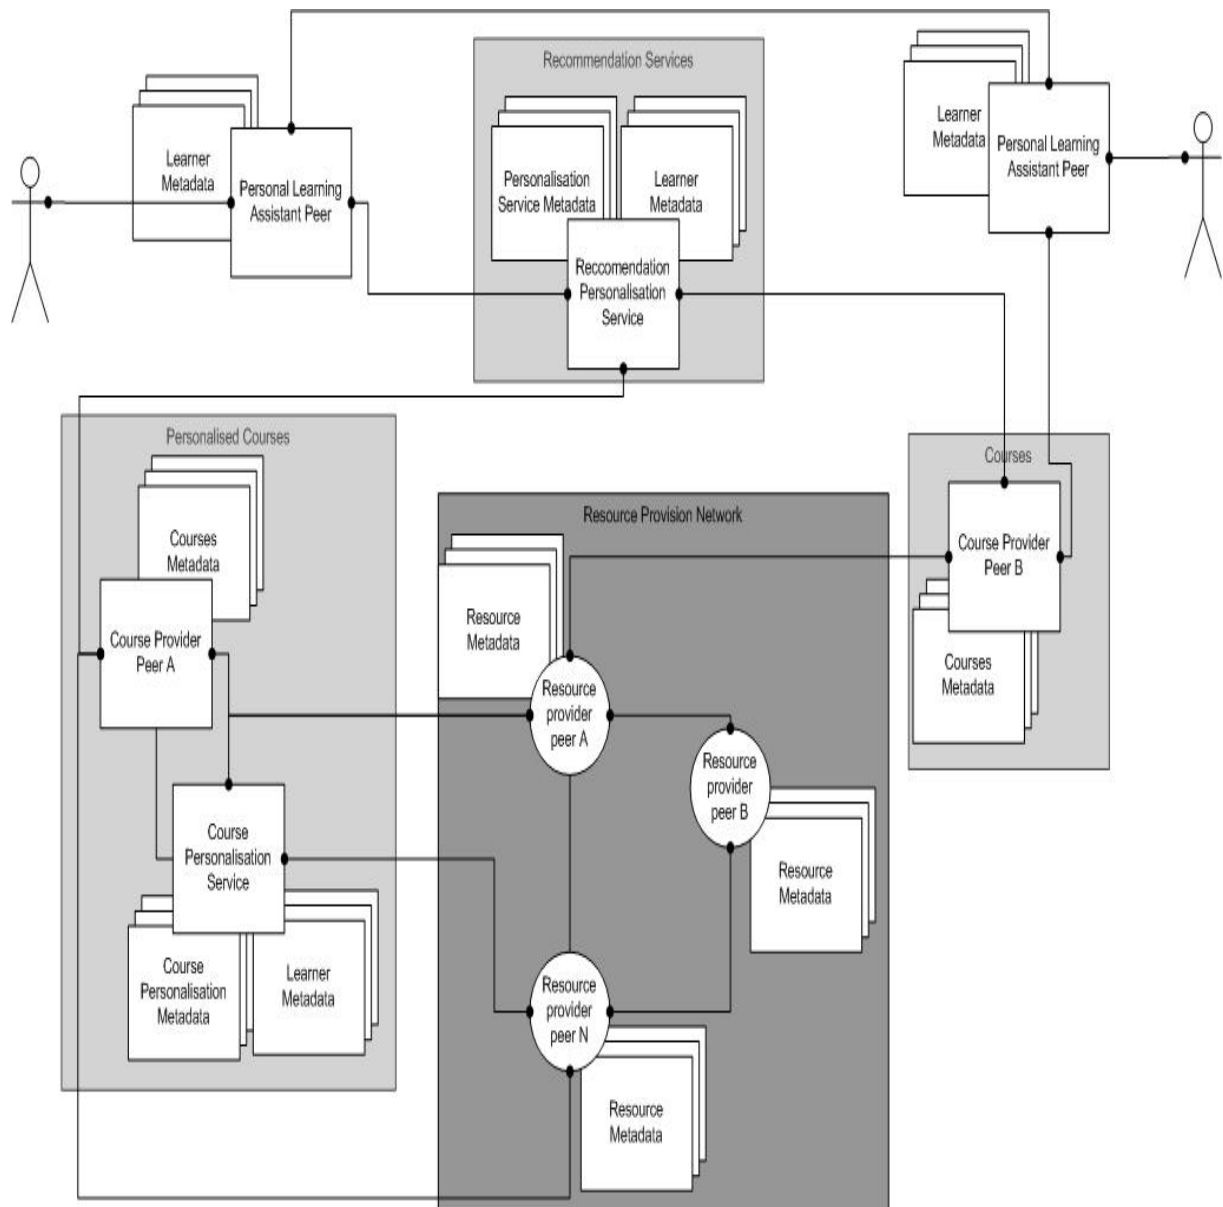 Recommendation Services
Learner
Metadata
Personal Learning
Assistant Peer
Personalisation
Service Metadata
Learner
Metadata
Reccomendation
Personalisation
Service
Learner
Metadata
Personal Learning
Assistant Peer
Personalised Courses
Courses
Metadata
Course Provider
Peer A
Course
Personalisation
Service
Course
Personalisation
Metadata
Learner
Metadata
Resource Provision Network
Resource
Metadata
Resource
provider
peer A
Resource
provider
peer B
Resource
Metadata
Resource
provider
peer N
Resource
Metadata
Courses
Course Provider
Peer B
Courses
Metadata